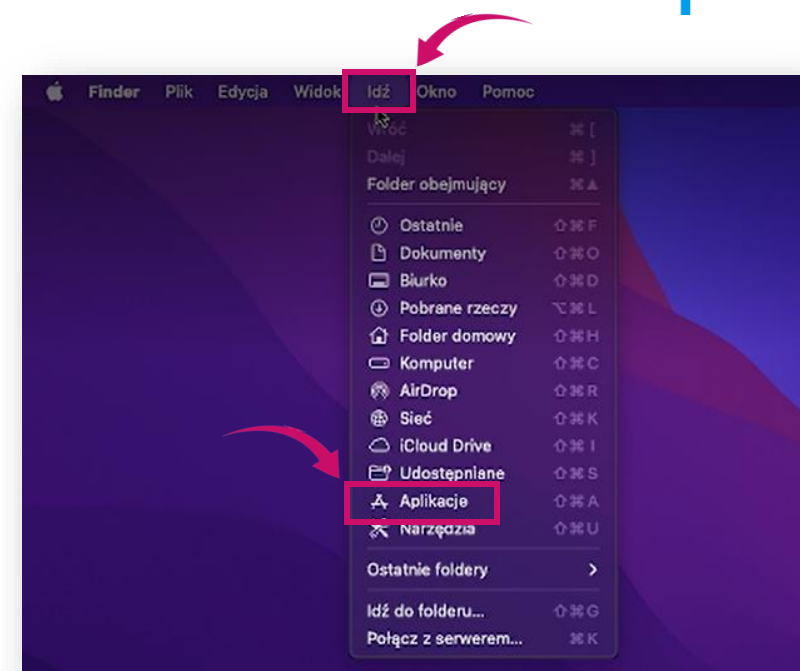 Finder Plik Edycja Widok Idź Okno Pomoc
Wróć ⌘ [
Dalej ⌘ ]
Folder obejmujący ⌘▲
Ostatnie ⇧⌘F
Dokumenty ⇧⌘O
Biurko ⇧⌘D
Pobrane rzeczy ⌥⌘L
Folder domowy ⇧⌘H
Komputer ⇧⌘C
AirDrop ⇧⌘R
Sieć ⇧⌘K
iCloud Drive ⇧⌘I
Udostępniane ⇧⌘S
Aplikacje ⇧⌘A
Narzędzia ⇧⌘U
Ostatnie foldery
Idź do folderu... ⇧⌘G
Połącz z serwerem... ⌘K